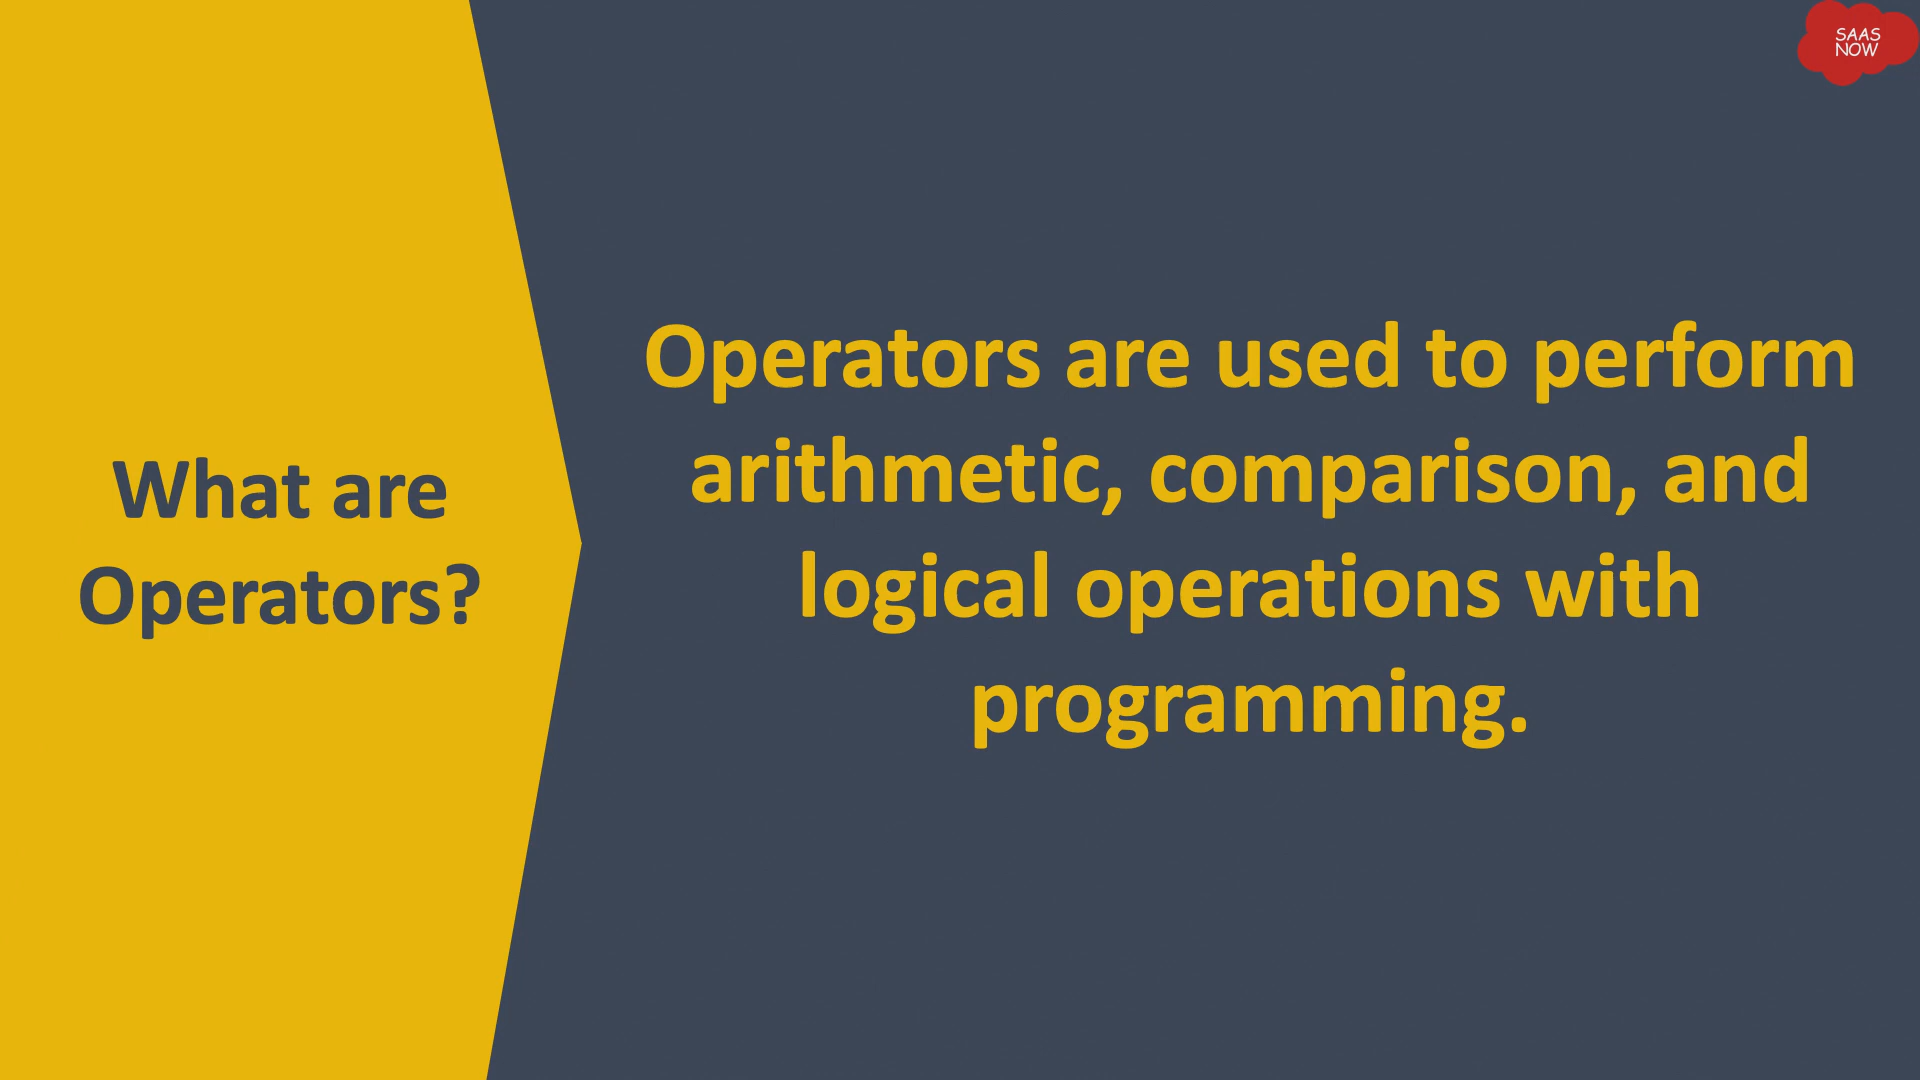 SAAS
NOW
What are
Operators?
Operators are used to perform
arithmetic, comparison, and
logical operations with
programming.